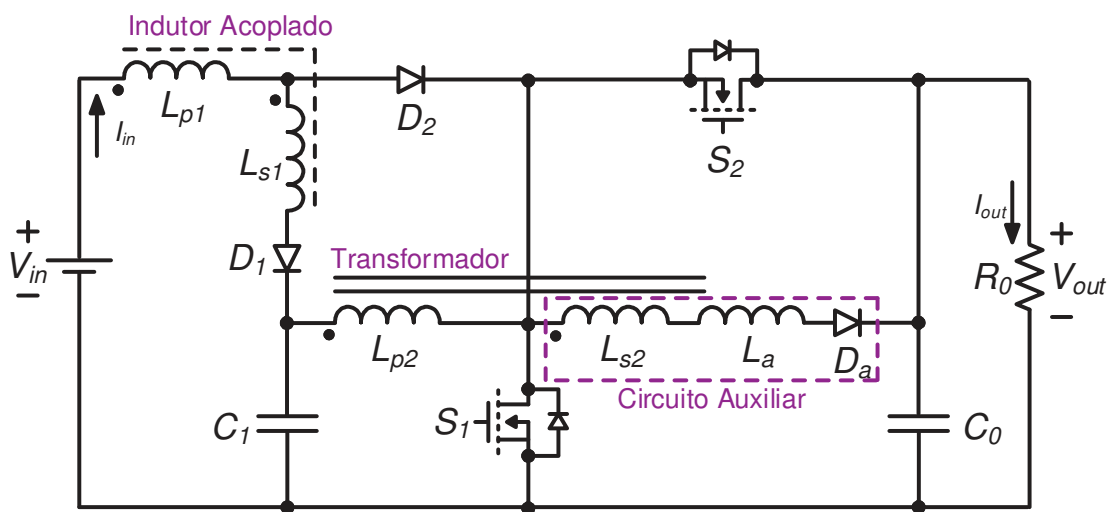 Indutor Acoplado
Lp1
Iin
D2
S2
Ls1
Iout
D1
Transformador
+
Vin
−
R0
+
Vout
−
Lp2
Ls2
La
Da
Circuito Auxiliar
C1
S1
C0